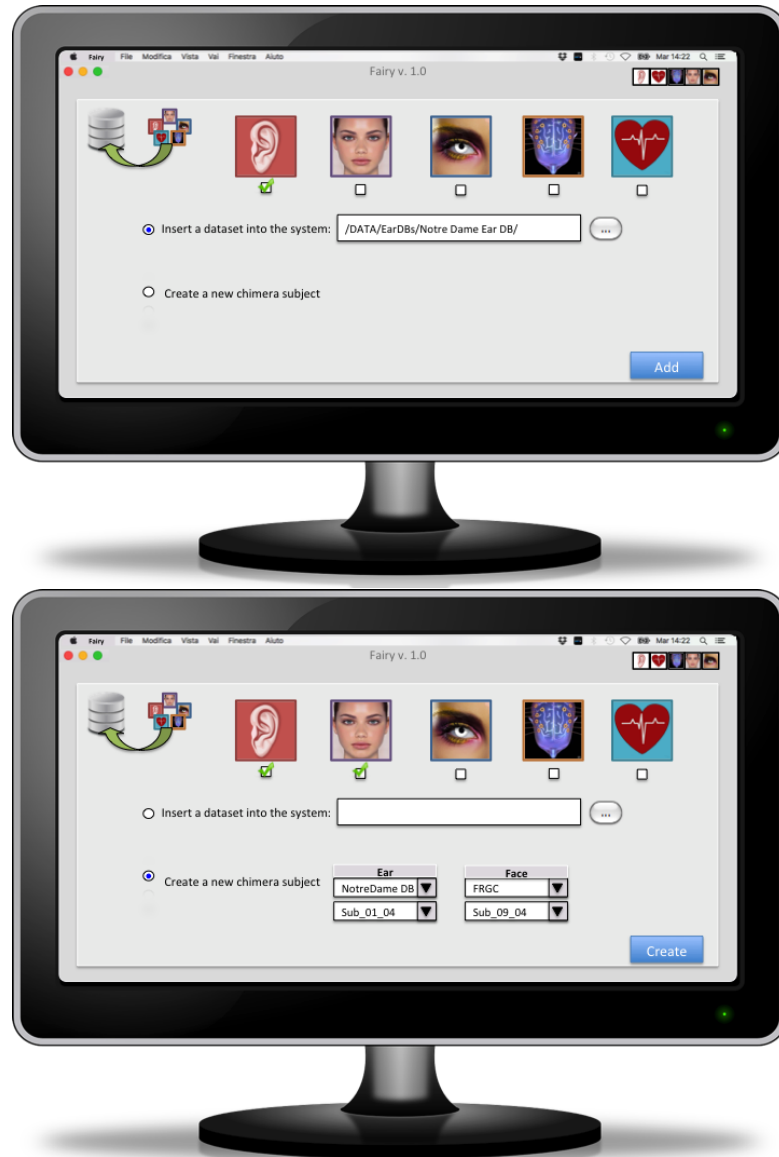 Fairy File Modifica Vista Vai Finestra Aiuto Mar 14:22
Fairy v. 1.0
Insert a dataset into the system: /DATA/EarDBs/Notre Dame Ear DB/ ...
Create a new chimera subject
Add
Fairy File Modifica Vista Vai Finestra Aiuto Mar 14:22
Fairy v. 1.0
Insert a dataset into the system: ...
Ear Face
Create a new chimera subject NotreDame DB FRGC
Sub_01_04 Sub_09_04
Create